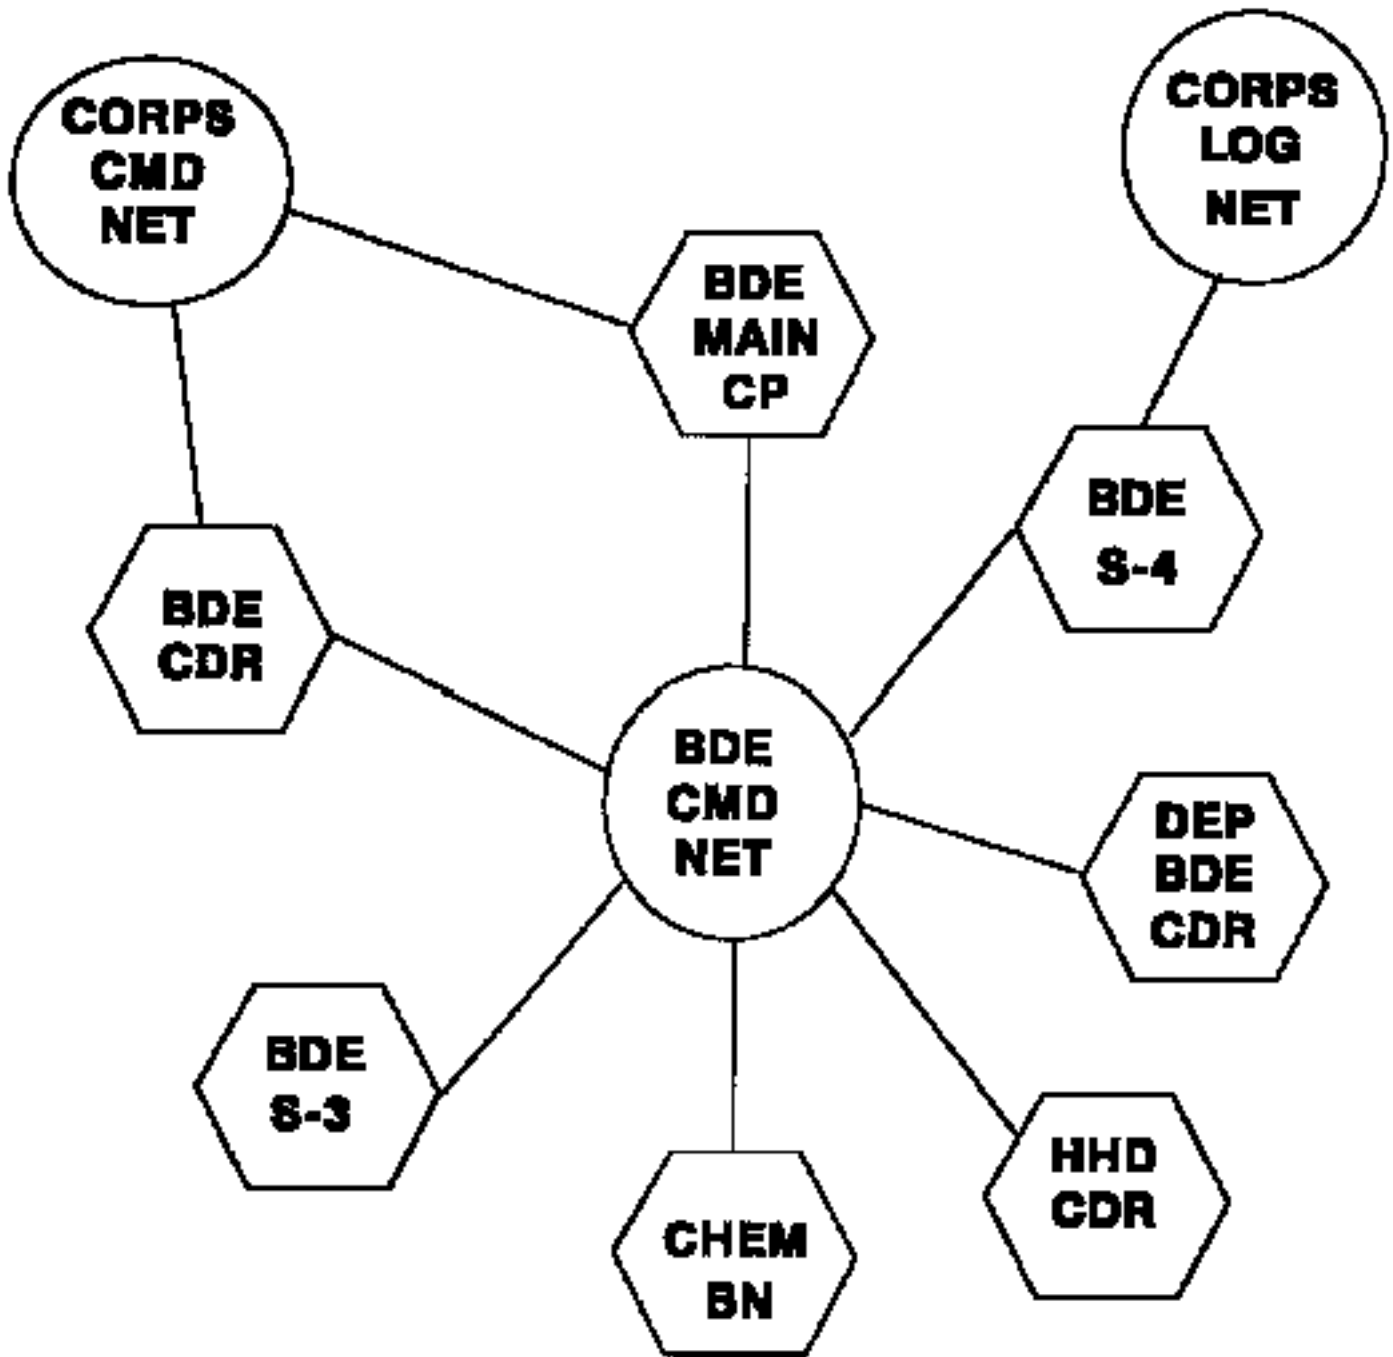 CORPS
CMD
NET
CORPS
LOG
NET
BDE
MAIN
CP
BDE
S-4
BDE
CDR
BDE
CMD
NET
DEP
BDE
CDR
BDE
S-3
CHEM
BN
HHD
CDR